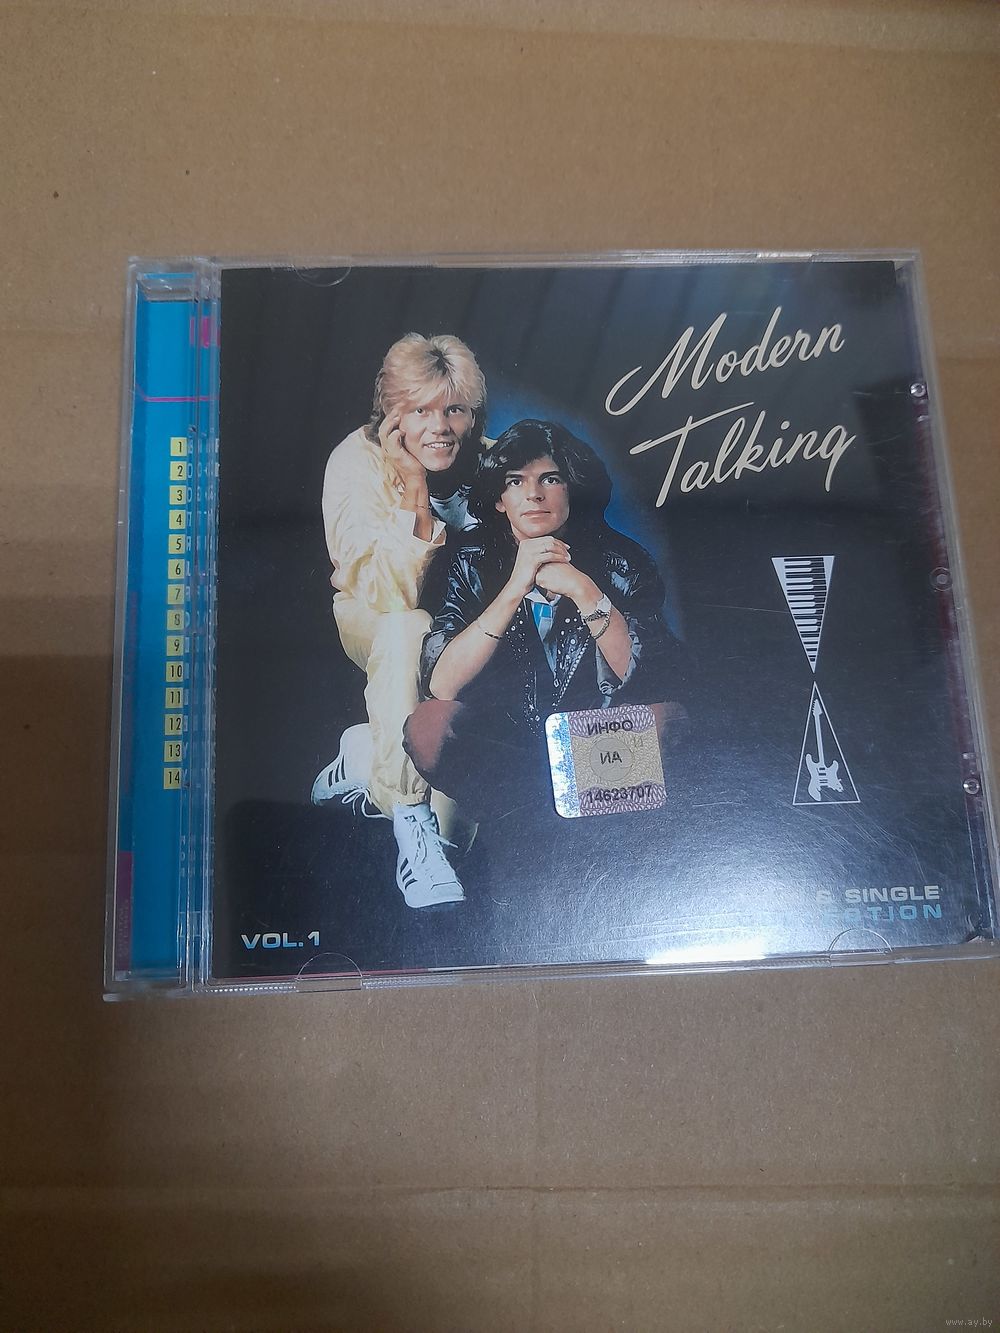 Modern
Talking
1
2
3
4
5
6
7
8
9
10
11
12
13
14
ИНФО
ИА
14623707
& SINGLE
VOL.1
www.ay.by